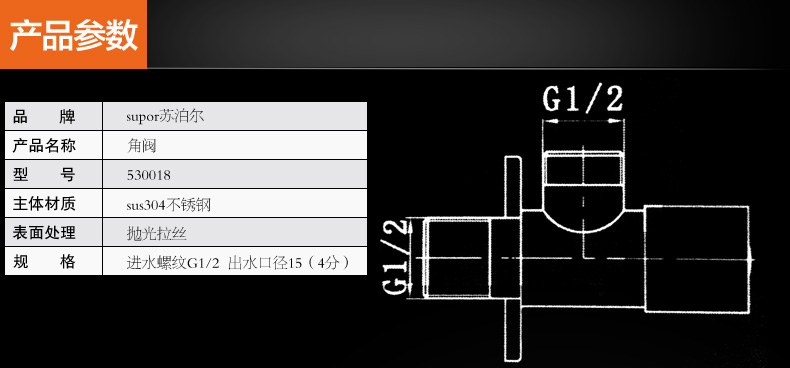 产品参数
品 牌 supor苏泊尔
产品名称 角阀
型 号 530018
主体材质 sus304不锈钢
表面处理 抛光拉丝
规 格 进水螺纹G1/2 出水口径15（4分）
G1/2
G1/2